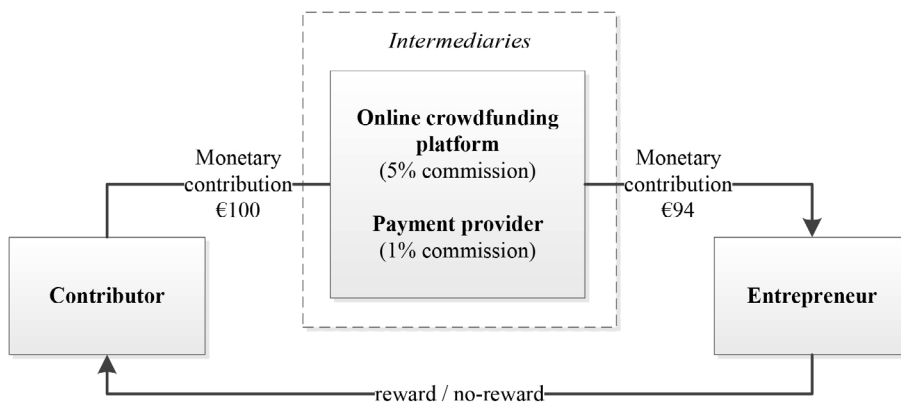 Intermediaries
Online crowdfunding
platform
(5% commission)
Payment provider
(1% commission)
Monetary
contribution
€100
Monetary
contribution
€94
Contributor
Entrepreneur
reward / no-reward